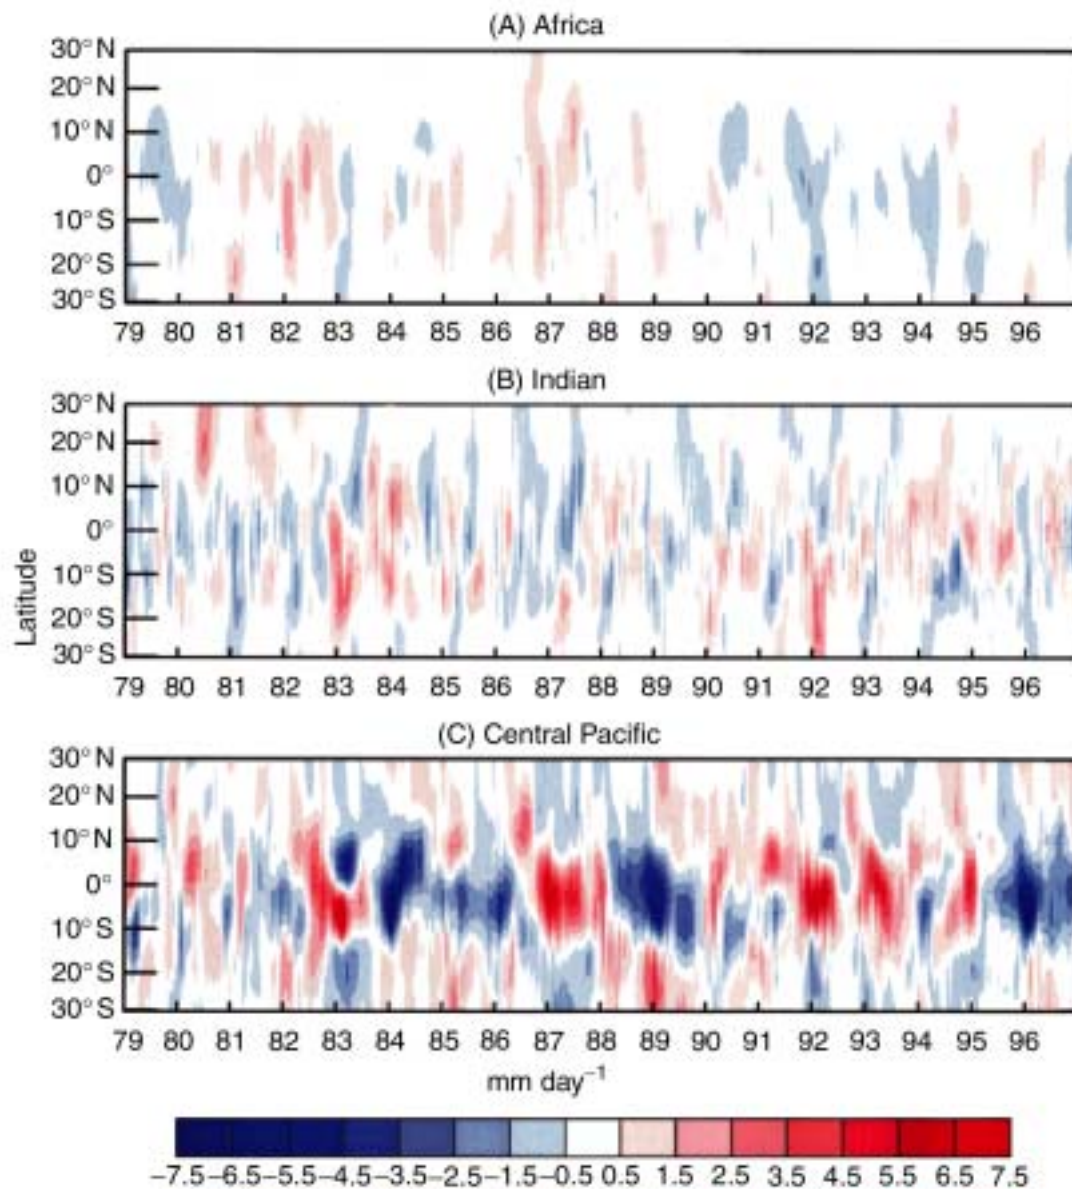 (A) Africa
30° N
20° N
10° N
0°
10° S
20° S
30° S
79 80 81 82 83 84 85 86 87 88 89 90 91 92 93 94 95 96
(B) Indian
30° N
20° N
10° N
0°
10° S
20° S
30° S
Latitude
79 80 81 82 83 84 85 86 87 88 89 90 91 92 93 94 95 96
(C) Central Pacific
30° N
20° N
10° N
0°
10° S
20° S
30° S
79 80 81 82 83 84 85 86 87 88 89 90 91 92 93 94 95 96
mm day⁻¹
−7.5 −6.5 −5.5 −4.5 −3.5 −2.5 −1.5 −0.5 0.5 1.5 2.5 3.5 4.5 5.5 6.5 7.5